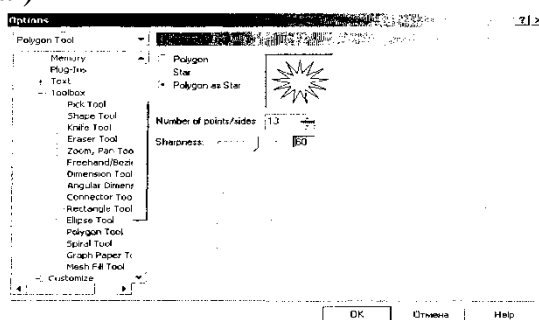 Options
Polygon Tool
Memory
Plug-Ins
Text
Toolbox
Pick Tool
Shape Tool
Knife Tool
Eraser Tool
Zoom, Pan Too
Freehand/Bezie
Dimension Tool
Angular Dimens
Connector Too
Rectangle Tool
Ellipse Tool
Polygon Tool
Spiral Tool
Graph Paper To
Mesh Fill Tool
Customize
Polygon
Star
Polygon as Star
Number of points/sides
13
Sharpness:
60
OK
Отмена
Help